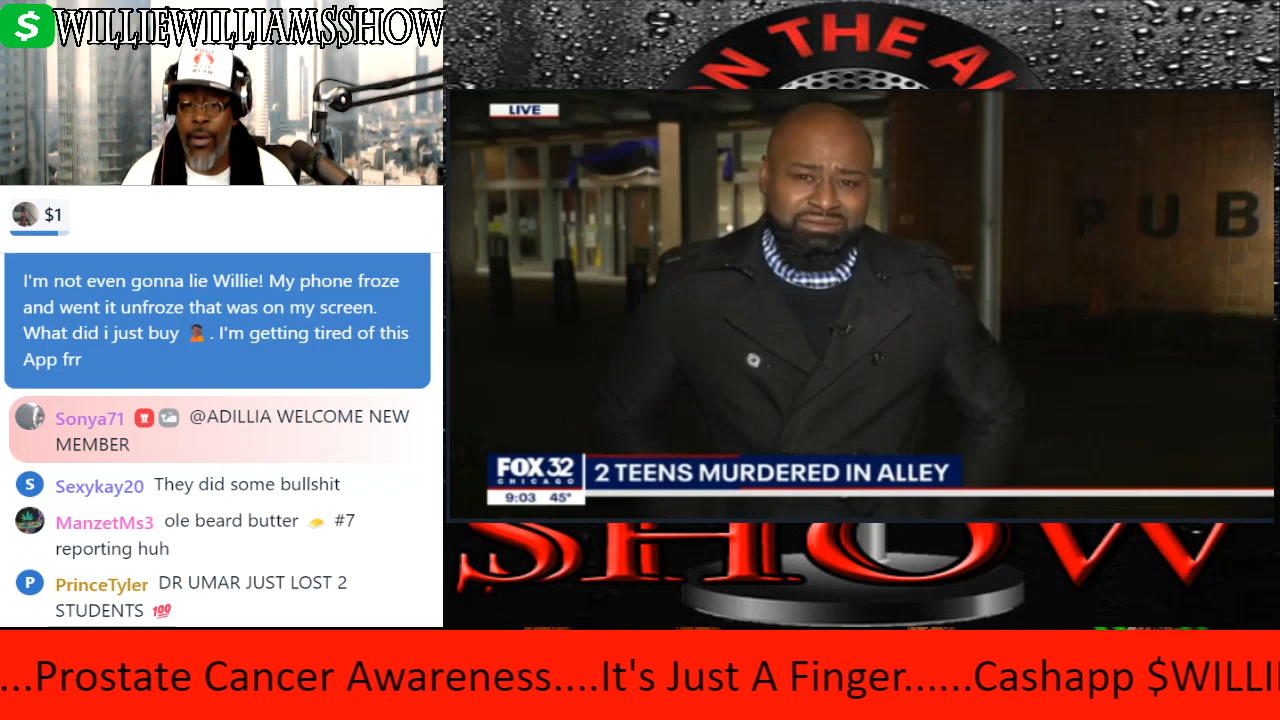 $ WILLIEWILLIAMSSHOW
ON THE AI
LIVE
PUB
$1
I'm not even gonna lie Willie! My phone froze
and went it unfroze that was on my screen.
What did i just buy 🤷🏾. I'm getting tired of this
App frr
Sonya71 @ADILLIA WELCOME NEW
MEMBER
S Sexykay20 They did some bullshit
ManzetMs3 ole beard butter 🧈 #7
reporting huh
P PrinceTyler DR UMAR JUST LOST 2
STUDENTS 💯
FOX 32
CHICAGO
2 TEENS MURDERED IN ALLEY
9:03 45°
SHOW
...Prostate Cancer Awareness....It's Just A Finger......Cashapp $WILLI